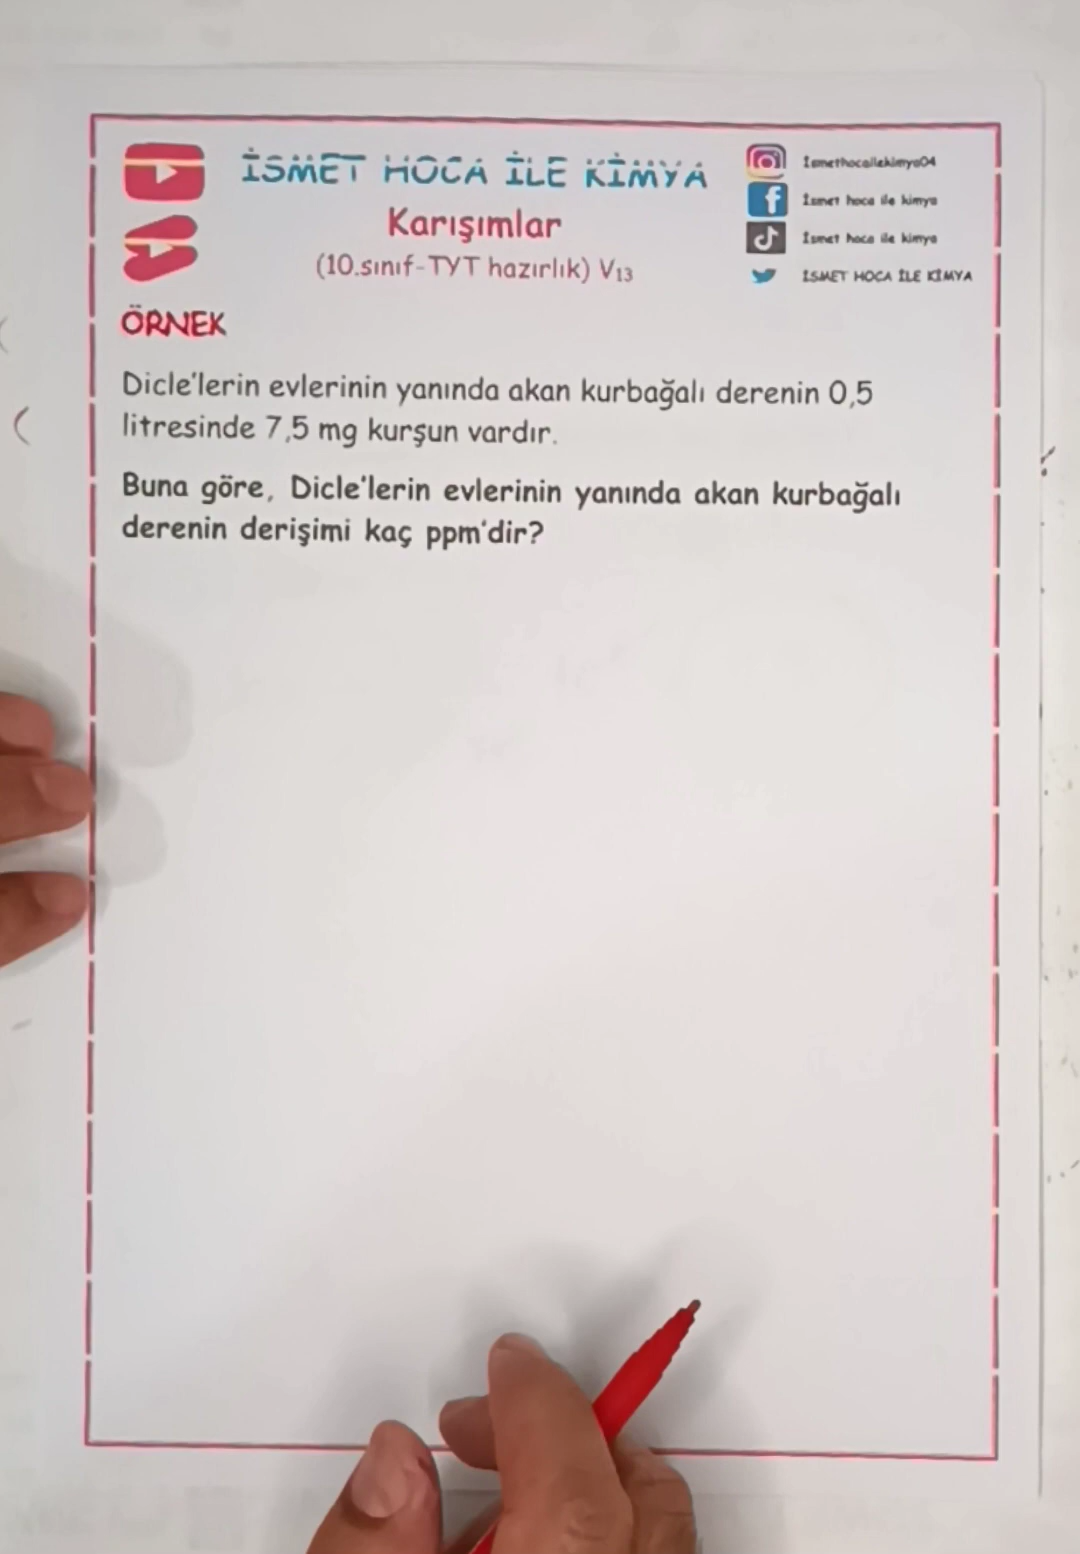 İSMET HOCA İLE KİMYA
Karışımlar
(10.sınıf-TYT hazırlık) V13
İsmethocailekimya04
İsmet hoca ile kimya
İsmet hoca ile kimya
İSMET HOCA İLE KİMYA
ÖRNEK
Dicle'lerin evlerinin yanında akan kurbağalı derenin 0,5
litresinde 7,5 mg kurşun vardır.
Buna göre, Dicle'lerin evlerinin yanında akan kurbağalı
derenin derişimi kaç ppm'dir?